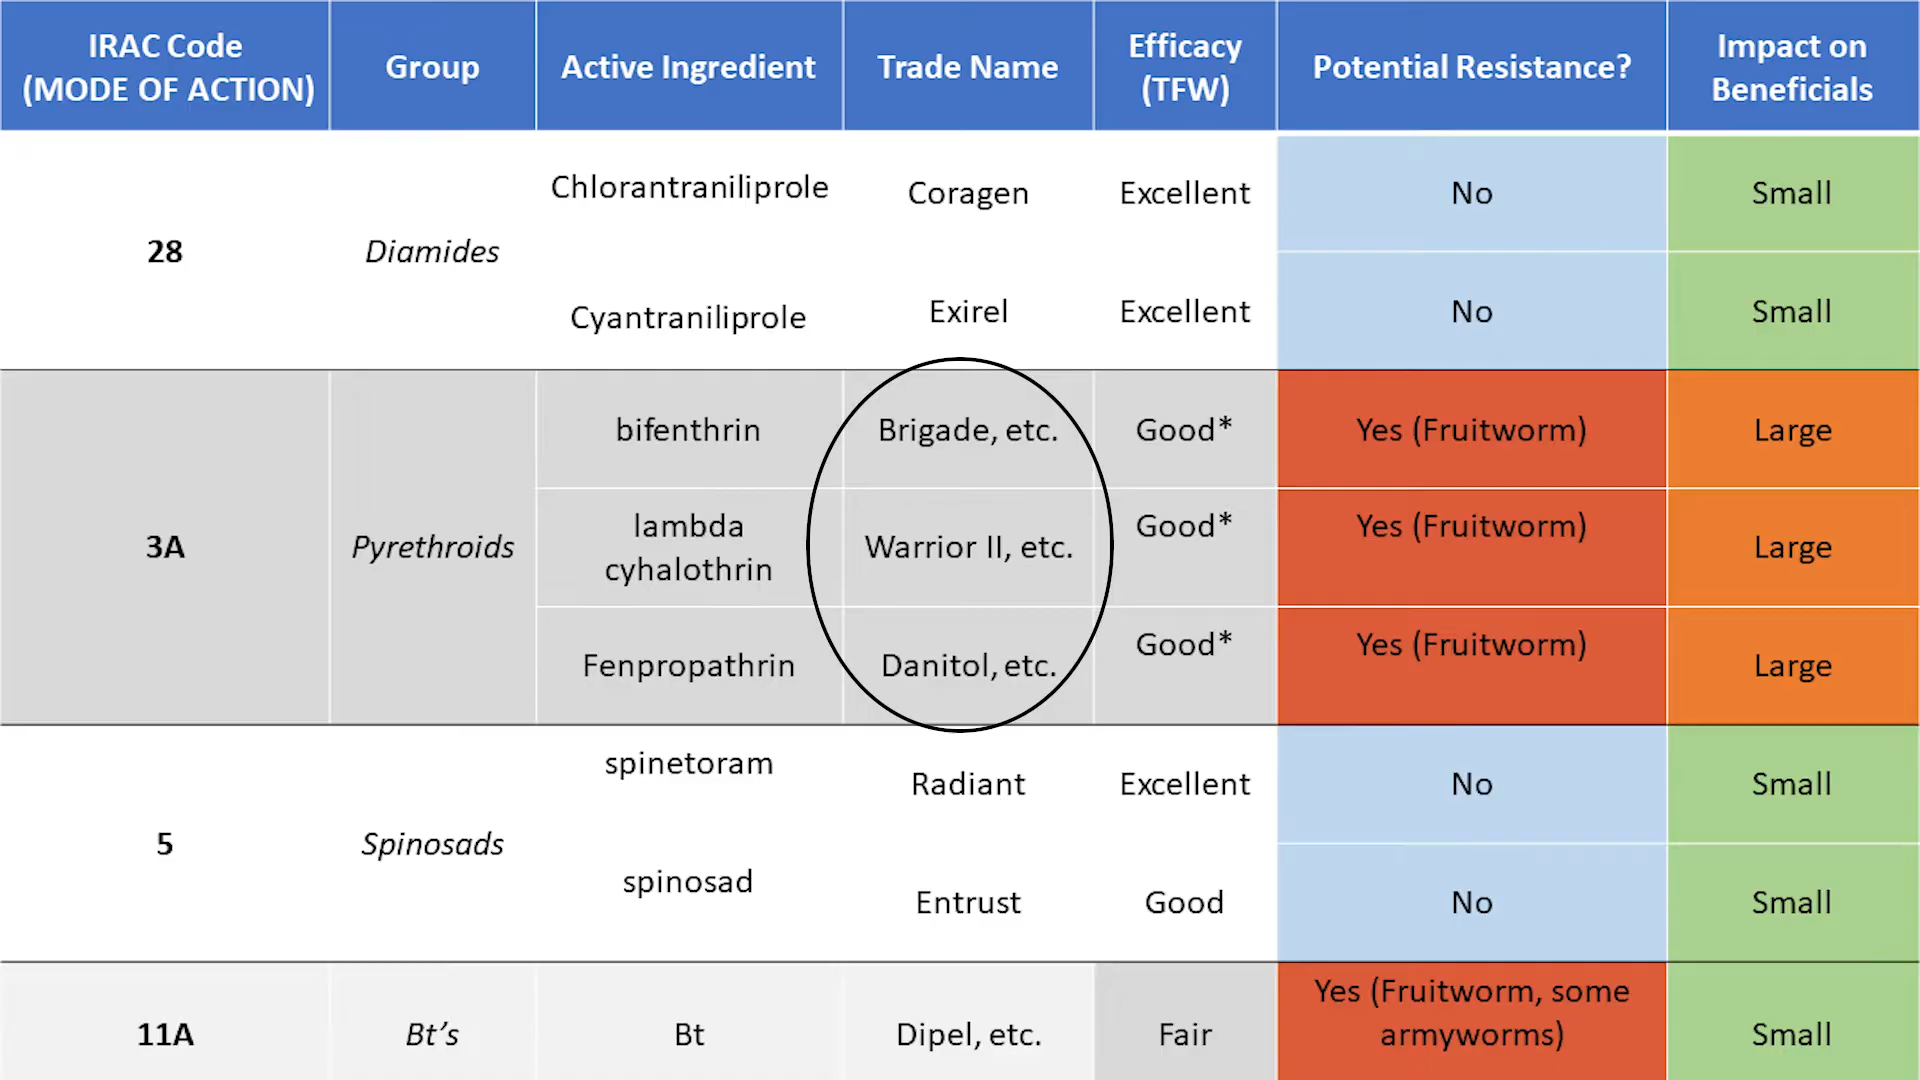 IRAC Code
(MODE OF ACTION)
Group
Active Ingredient
Trade Name
Efficacy
(TFW)
Potential Resistance?
Impact on
Beneficials
28
Diamides
Chlorantraniliprole
Coragen
Excellent
No
Small
Cyantraniliprole
Exirel
Excellent
No
Small
3A
Pyrethroids
bifenthrin
Brigade, etc.
Good*
Yes (Fruitworm)
Large
lambda
cyhalothrin
Warrior II, etc.
Good*
Yes (Fruitworm)
Large
Fenpropathrin
Danitol, etc.
Good*
Yes (Fruitworm)
Large
5
Spinosads
spinetoram
Radiant
Excellent
No
Small
spinosad
Entrust
Good
No
Small
11A
Bt’s
Bt
Dipel, etc.
Fair
Yes (Fruitworm, some
armyworms)
Small